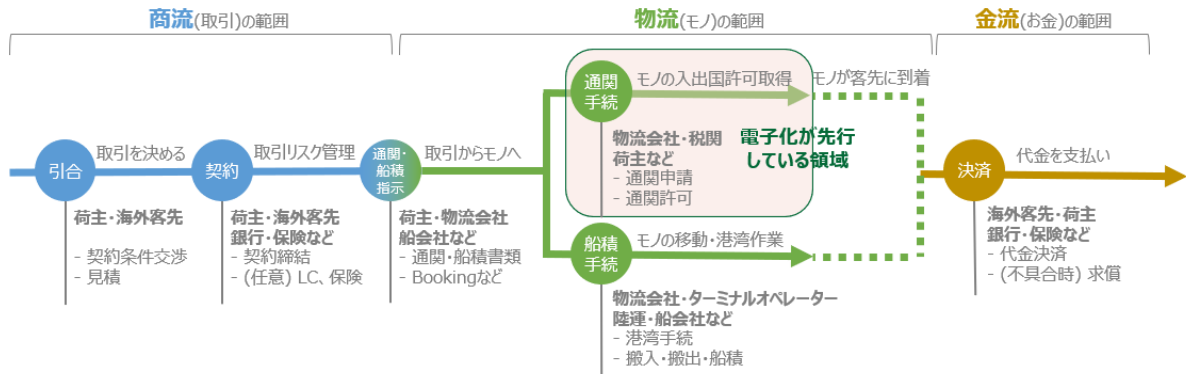 商流(取引)の範囲
物流(モノ)の範囲
金流(お金)の範囲
引合
取引を決める
荷主・海外客先
- 契約条件交渉
- 見積
契約
取引リスク管理
荷主・海外客先
銀行・保険など
- 契約締結
- (任意) LC、保険
通関・
船積
指示
取引からモノへ
荷主・物流会社
船会社など
- 通関・船積書類
- Bookingなど
通関
手続
モノの入出国許可取得
物流会社・税関
荷主など
- 通関申請
- 通関許可
電子化が先行
している領域
モノが客先に到着
船積
手続
モノの移動・港湾作業
物流会社・ターミナルオペレーター
陸運・船会社など
- 港湾手続
- 搬入・搬出・船積
決済
代金を支払い
海外客先・荷主
銀行・保険など
- 代金決済
- (不具合時) 求償